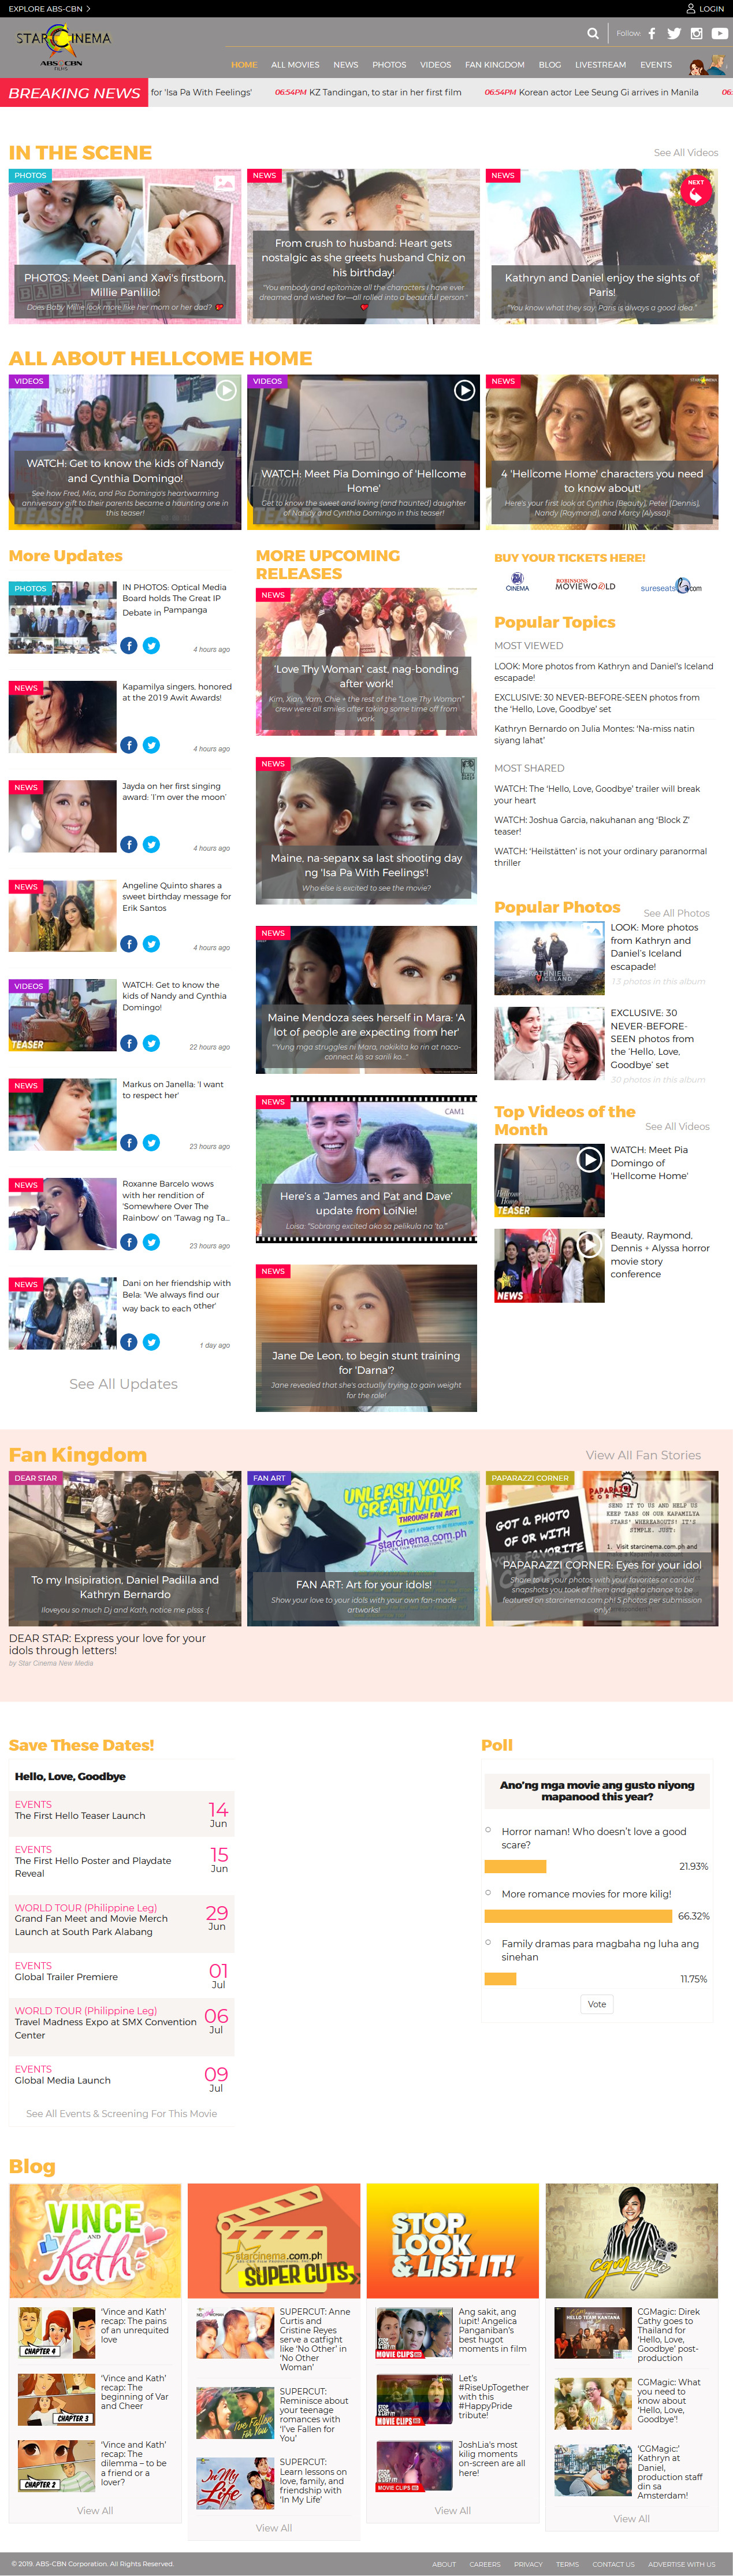 EXPLORE ABS-CBN
LOGIN
STAR CINEMA
ABS-CBN
FILMS
Follow:
HOME
ALL MOVIES
NEWS
PHOTOS
VIDEOS
FAN KINGDOM
BLOG
LIVESTREAM
EVENTS
BREAKING NEWS
for 'Isa Pa With Feelings'
06:54PM KZ Tandingan, to star in her first film
06:54PM Korean actor Lee Seung Gi arrives in Manila
06:
IN THE SCENE
See All Videos
PHOTOS
PHOTOS: Meet Dani and Xavi's firstborn,
Millie Panlilio!
Does Baby Millie look more like her mom or her dad?
NEWS
From crush to husband: Heart gets
nostalgic as she greets husband Chiz on
his birthday!
"You embody and epitomize all the characters I have ever
dreamed and wished for—all rolled into a beautiful person."
NEWS
NEXT
Kathryn and Daniel enjoy the sights of
Paris!
"You know what they say: Paris is always a good idea."
ALL ABOUT HELLCOME HOME
VIDEOS
WATCH: Get to know the kids of Nandy
and Cynthia Domingo!
See how Fred, Mia, and Pia Domingo's heartwarming
anniversary gift to their parents became a haunting one in
this teaser!
TEASER
VIDEOS
WATCH: Meet Pia Domingo of 'Hellcome
Home'
Get to know the sweet and loving (and haunted) daughter
of Nandy and Cynthia Domingo in this teaser!
TEASER
NEWS
4 'Hellcome Home' characters you need
to know about!
Here's your first look at Cynthia (Beauty), Peter (Dennis),
Nandy (Raymond), and Marcy (Alyssa)!
More Updates
PHOTOS
IN PHOTOS: Optical Media
Board holds The Great IP
Debate in Pampanga
4 hours ago
NEWS
Kapamilya singers, honored
at the 2019 Awit Awards!
4 hours ago
NEWS
Jayda on her first singing
award: 'I'm over the moon'
4 hours ago
NEWS
Angeline Quinto shares a
sweet birthday message for
Erik Santos
4 hours ago
VIDEOS
WATCH: Get to know the
kids of Nandy and Cynthia
Domingo!
TEASER
22 hours ago
NEWS
Markus on Janella: 'I want
to respect her'
23 hours ago
NEWS
Roxanne Barcelo wows
with her rendition of
'Somewhere Over The
Rainbow' on 'Tawag ng Ta...
23 hours ago
NEWS
Dani on her friendship with
Bela: 'We always find our
way back to each other'
1 day ago
See All Updates
MORE UPCOMING
RELEASES
NEWS
'Love Thy Woman' cast, nag-bonding
after work!
Kim, Xian, Yam, Chie + the rest of the "Love Thy Woman"
crew were all smiles after taking some time off from
work.
NEWS
Maine, na-sepanx sa last shooting day
ng 'Isa Pa With Feelings'!
Who else is excited to see the movie?
NEWS
Maine Mendoza sees herself in Mara: 'A
lot of people are expecting from her'
"Yung mga struggles ni Mara, nakikita ko rin at naco-
connect ko sa sarili ko..."
NEWS
CAM1
Here's a 'James and Pat and Dave'
update from LoiNie!
Loisa: "Sobrang excited ako sa pelikula na 'to."
NEWS
Jane De Leon, to begin stunt training
for 'Darna'?
Jane revealed that she's actually trying to gain weight
for the role!
BUY YOUR TICKETS HERE!
SM
CINEMA
ROBINSONS
MOVIEWORLD
sureseats.com
Popular Topics
MOST VIEWED
LOOK: More photos from Kathryn and Daniel's Iceland
escapade!
EXCLUSIVE: 30 NEVER-BEFORE-SEEN photos from
the 'Hello, Love, Goodbye' set
Kathryn Bernardo on Julia Montes: 'Na-miss natin
siyang lahat'
MOST SHARED
WATCH: The 'Hello, Love, Goodbye' trailer will break
your heart
WATCH: Joshua Garcia, nakuhanan ang 'Block Z'
teaser!
WATCH: 'Heilstätten' is not your ordinary paranormal
thriller
Popular Photos
See All Photos
KATHNIEL
ICELAND
LOOK: More photos
from Kathryn and
Daniel's Iceland
escapade!
13 photos in this album
EXCLUSIVE: 30
NEVER-BEFORE-
SEEN photos from
the 'Hello, Love,
Goodbye' set
30 photos in this album
Top Videos of the
Month
See All Videos
TEASER
WATCH: Meet Pia
Domingo of
'Hellcome Home'
NEWS
Beauty, Raymond,
Dennis + Alyssa horror
movie story
conference
Fan Kingdom
View All Fan Stories
DEAR STAR
To my Insipiration, Daniel Padilla and
Kathryn Bernardo
Iloveyou so much Dj and Kath, notice me plsss :(
FAN ART
UNLEASH YOUR
CREATIVITY
THROUGH FAN ART
starcinema.com.ph
FAN ART: Art for your idols!
Show your love to your idols with your own fan-made
artworks!
PAPARAZZI CORNER
GOT A PHOTO
OF OR WITH
SEND IT TO US AND HELP US
KEEP TABS ON OUR KAPAMILYA
STARS' WHEREABOUTS! IT'S
SIMPLE. JUST:
1. Visit starcinema.com.ph and
PAPARAZZI CORNER: Eyes for your idol
Share to us your photos with your favorites or candid
snapshots you took of them and get a chance to be
featured on starcinema.com.ph! 5 photos per submission
only!
DEAR STAR: Express your love for your
idols through letters!
by Star Cinema New Media
Save These Dates!
Hello, Love, Goodbye
EVENTS
The First Hello Teaser Launch
14
Jun
EVENTS
The First Hello Poster and Playdate
Reveal
15
Jun
WORLD TOUR (Philippine Leg)
Grand Fan Meet and Movie Merch
Launch at South Park Alabang
29
Jun
EVENTS
Global Trailer Premiere
01
Jul
WORLD TOUR (Philippine Leg)
Travel Madness Expo at SMX Convention
Center
06
Jul
EVENTS
Global Media Launch
09
Jul
See All Events & Screening For This Movie
Poll
Ano'ng mga movie ang gusto niyong
mapanood this year?
Horror naman! Who doesn't love a good
scare?
21.93%
More romance movies for more kilig!
66.32%
Family dramas para magbaha ng luha ang
sinehan
11.75%
Vote
Blog
VINCE
AND
Kath
CHAPTER 4
'Vince and Kath'
recap: The pains
of an unrequited
love
CHAPTER 3
'Vince and Kath'
recap: The
beginning of Var
and Cheer
CHAPTER 2
'Vince and Kath'
recap: The
dilemma – to be
a friend or a
lover?
View All
starcinema.com.ph
SUPER CUTS
SUPERCUT: Anne
Curtis and
Cristine Reyes
serve a catfight
like 'No Other' in
'No Other
Woman'
I've Fallen
For You
SUPERCUT:
Reminisce about
your teenage
romances with
'I've Fallen for
You'
In My
Life
SUPERCUT:
Learn lessons on
love, family, and
friendship with
'In My Life'
View All
STOP
LOOK
& LIST IT!
MOVIE CLIPS
Ang sakit, ang
lupit! Angelica
Panganiban's
best hugot
moments in film
MOVIE CLIPS
Let's
#RiseUpTogether
with this
#HappyPride
tribute!
MOVIE CLIPS
JoshLia's most
kilig moments
on-screen are all
here!
View All
cgmagic
HELLO TEAM KANTANA
CGMagic: Direk
Cathy goes to
Thailand for
'Hello, Love,
Goodbye' post-
production
CGMagic: What
you need to
know about
'Hello, Love,
Goodbye'!
'CGMagic:'
Kathryn at
Daniel,
production staff
din sa
Amsterdam!
View All
© 2019. ABS-CBN Corporation. All Rights Reserved.
ABOUT
CAREERS
PRIVACY
TERMS
CONTACT US
ADVERTISE WITH US